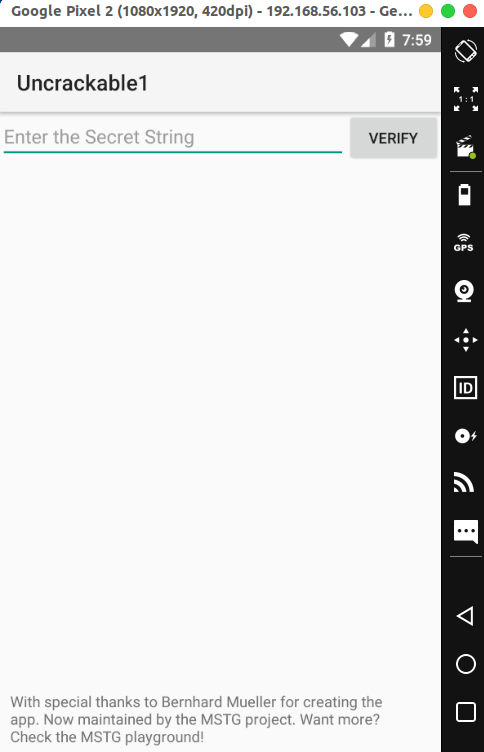 Google Pixel 2 (1080x1920, 420dpi) - 192.168.56.103 - Ge...
7:59
Uncrackable1
Enter the Secret String
VERIFY
1:1
GPS
ID
With special thanks to Bernhard Mueller for creating the
app. Now maintained by the MSTG project. Want more?
Check the MSTG playground!